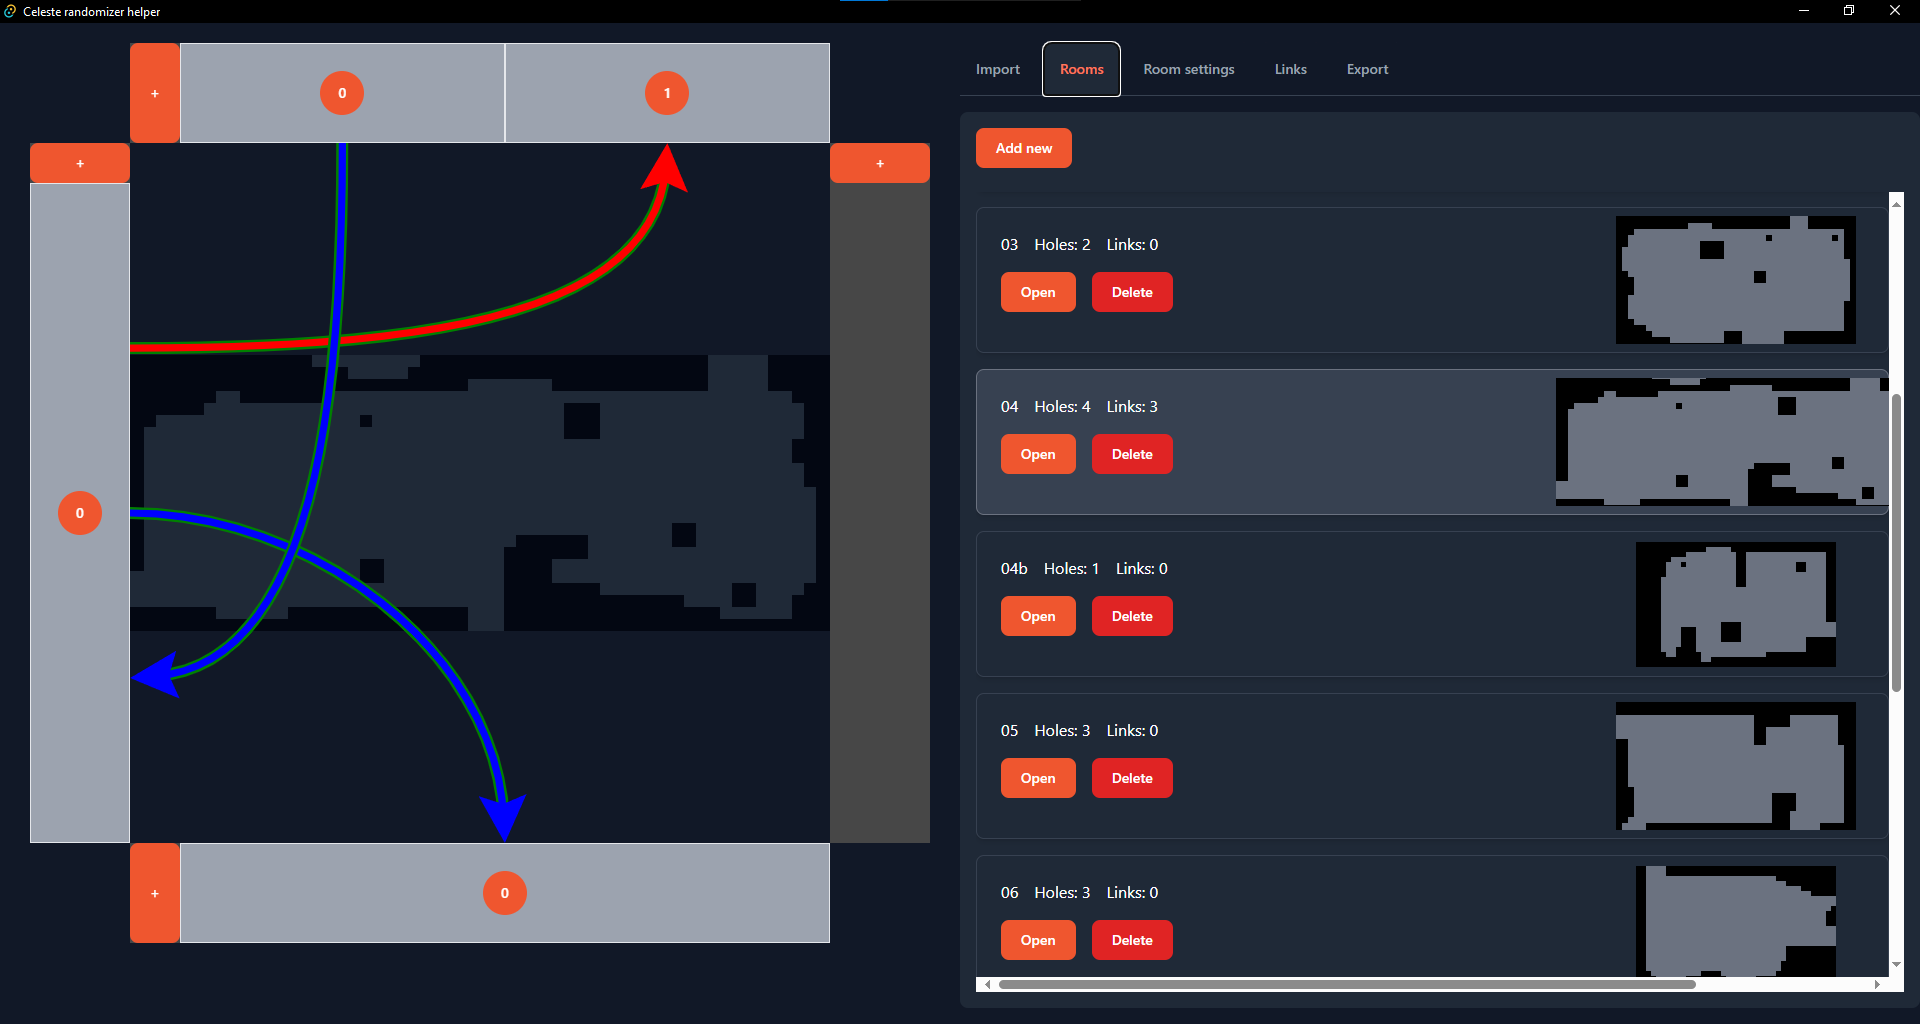 Celeste randomizer helper
+
0
1
+
+
0
+
0
Import Rooms Room settings Links Export
Add new
03 Holes: 2 Links: 0
Open Delete
04 Holes: 4 Links: 3
Open Delete
04b Holes: 1 Links: 0
Open Delete
05 Holes: 3 Links: 0
Open Delete
06 Holes: 3 Links: 0
Open Delete